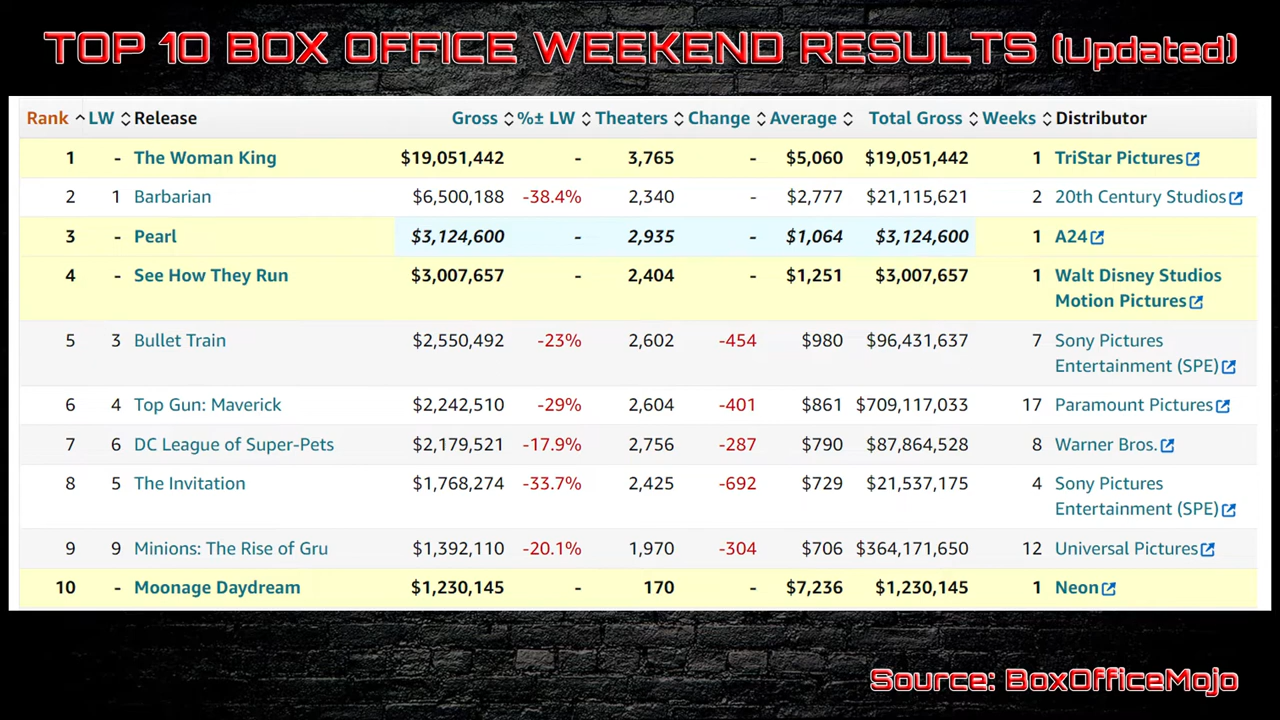 TOP 10 BOX OFFICE WEEKEND RESULTS (Updated)
Rank LW Release Gross %± LW Theaters Change Average Total Gross Weeks Distributor
1 - The Woman King $19,051,442 - 3,765 - $5,060 $19,051,442 1 TriStar Pictures
2 1 Barbarian $6,500,188 -38.4% 2,340 - $2,777 $21,115,621 2 20th Century Studios
3 - Pearl $3,124,600 - 2,935 - $1,064 $3,124,600 1 A24
4 - See How They Run $3,007,657 - 2,404 - $1,251 $3,007,657 1 Walt Disney Studios
Motion Pictures
5 3 Bullet Train $2,550,492 -23% 2,602 -454 $980 $96,431,637 7 Sony Pictures
Entertainment (SPE)
6 4 Top Gun: Maverick $2,242,510 -29% 2,604 -401 $861 $709,117,033 17 Paramount Pictures
7 6 DC League of Super-Pets $2,179,521 -17.9% 2,756 -287 $790 $87,864,528 8 Warner Bros.
8 5 The Invitation $1,768,274 -33.7% 2,425 -692 $729 $21,537,175 4 Sony Pictures
Entertainment (SPE)
9 9 Minions: The Rise of Gru $1,392,110 -20.1% 1,970 -304 $706 $364,171,650 12 Universal Pictures
10 - Moonage Daydream $1,230,145 - 170 - $7,236 $1,230,145 1 Neon
Source: BoxOfficeMojo